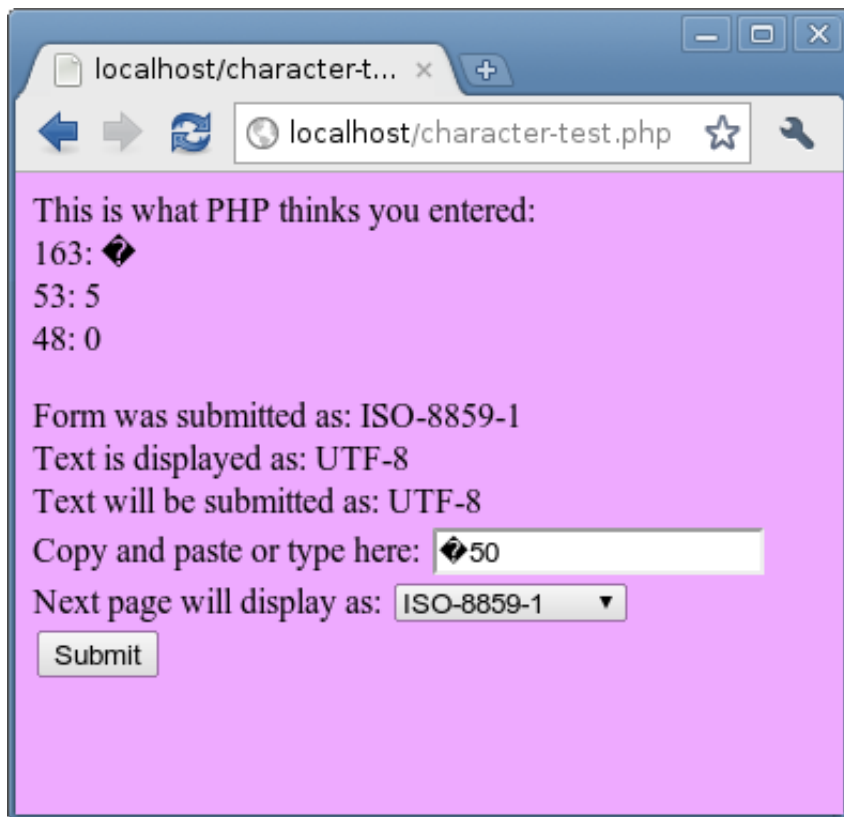 localhost/character-t...
localhost/character-test.php
This is what PHP thinks you entered:
163: �
53: 5
48: 0
Form was submitted as: ISO-8859-1
Text is displayed as: UTF-8
Text will be submitted as: UTF-8
Copy and paste or type here: �50
Next page will display as: ISO-8859-1
Submit